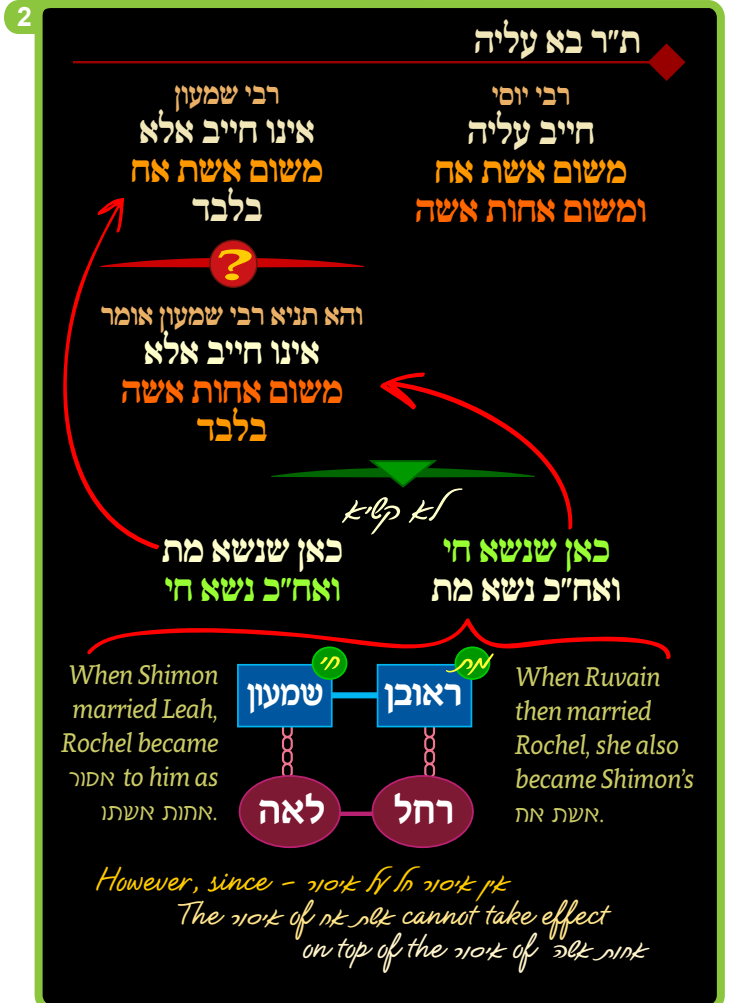 2
ת"ר בא עליה
רבי יוסי
חייב עליה
משום אשת אח
ומשום אחות אשה
רבי שמעון
אינו חייב אלא
משום אשת אח
בלבד
?
והא תניא רבי שמעון אומר
אינו חייב אלא
משום אחות אשה
בלבד
לא קשיא
כאן שנשא חי
ואח"כ נשא מת
כאן שנשא מת
ואח"כ נשא חי
When Shimon
married Leah,
Rochel became
אסור to him as
אחות אשתו.
מת
ראובן
חי
שמעון
רחל
לאה
When Ruvain
then married
Rochel, she also
became Shimon's
אשת אח.
However, since - אין איסור חל על איסור
The איסור of אשת אח cannot take effect
on top of the איסור of אחות אשה